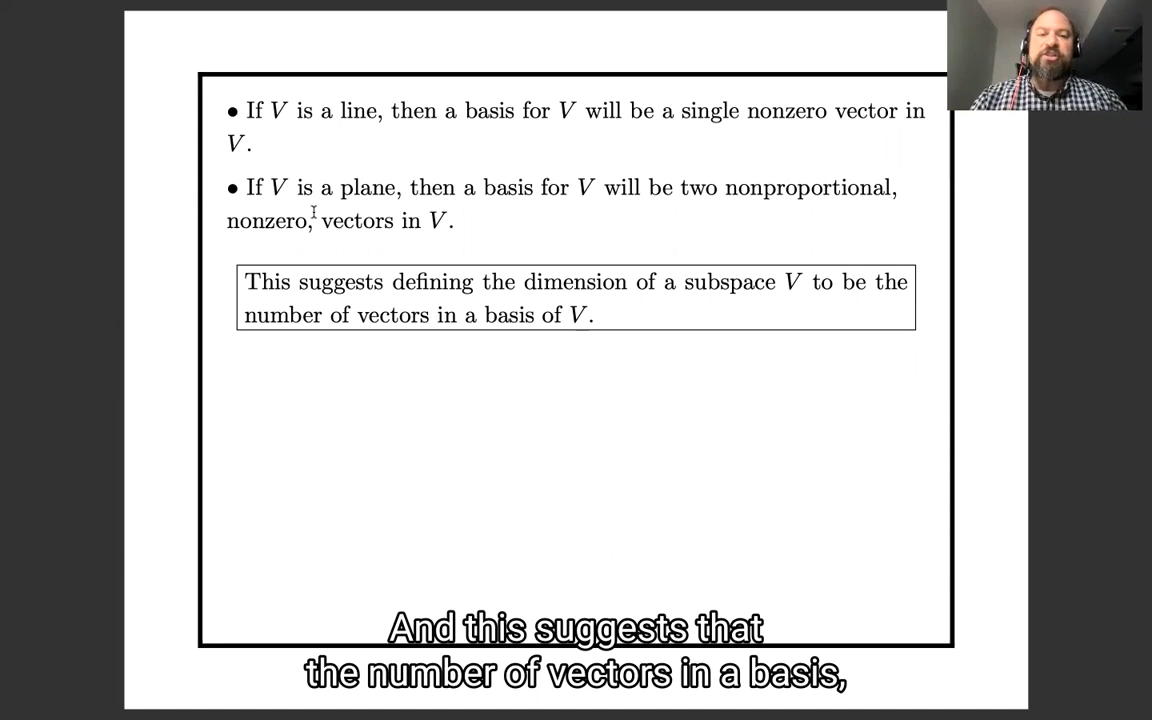 • If V is a line, then a basis for V will be a single nonzero vector in
V.
• If V is a plane, then a basis for V will be two nonproportional,
nonzero, vectors in V.
This suggests defining the dimension of a subspace V to be the
number of vectors in a basis of V.
And this suggests that
the number of vectors in a basis,